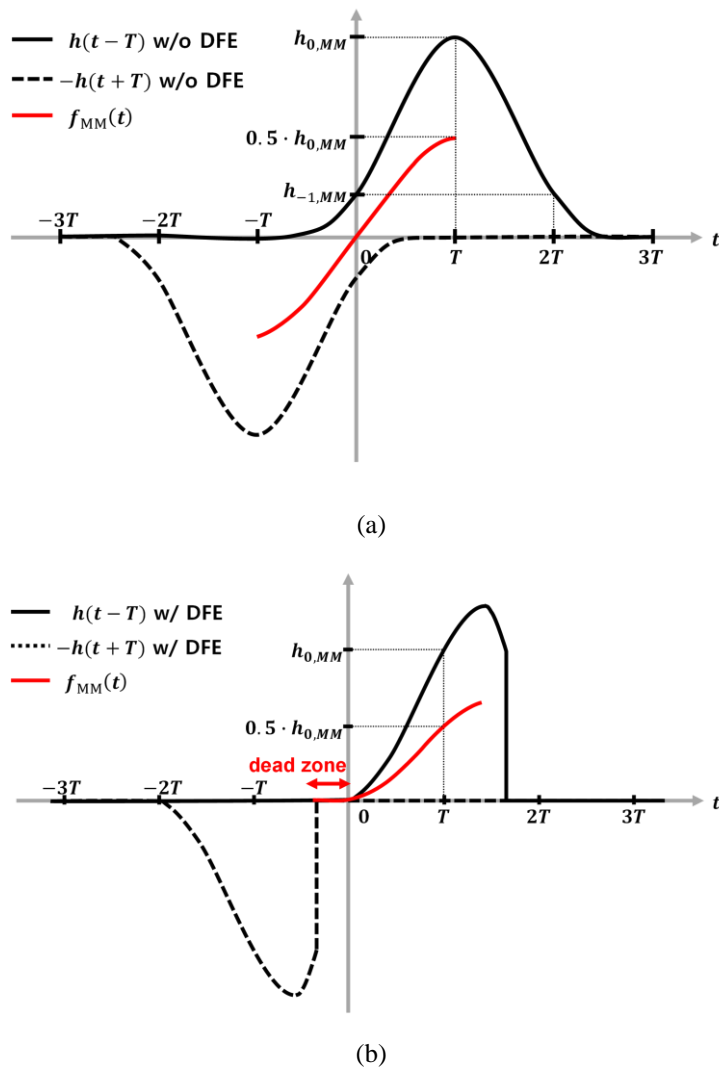 h(t − T) w/o DFE
−h(t + T) w/o DFE
f_MM(t)
h_0,MM
0.5 · h_0,MM
h_−1,MM
−3T −2T −T 0 T 2T 3T t
(a)
h(t − T) w/ DFE
−h(t + T) w/ DFE
f_MM(t)
h_0,MM
0.5 · h_0,MM
dead zone
−3T −2T −T 0 T 2T 3T t
(b)